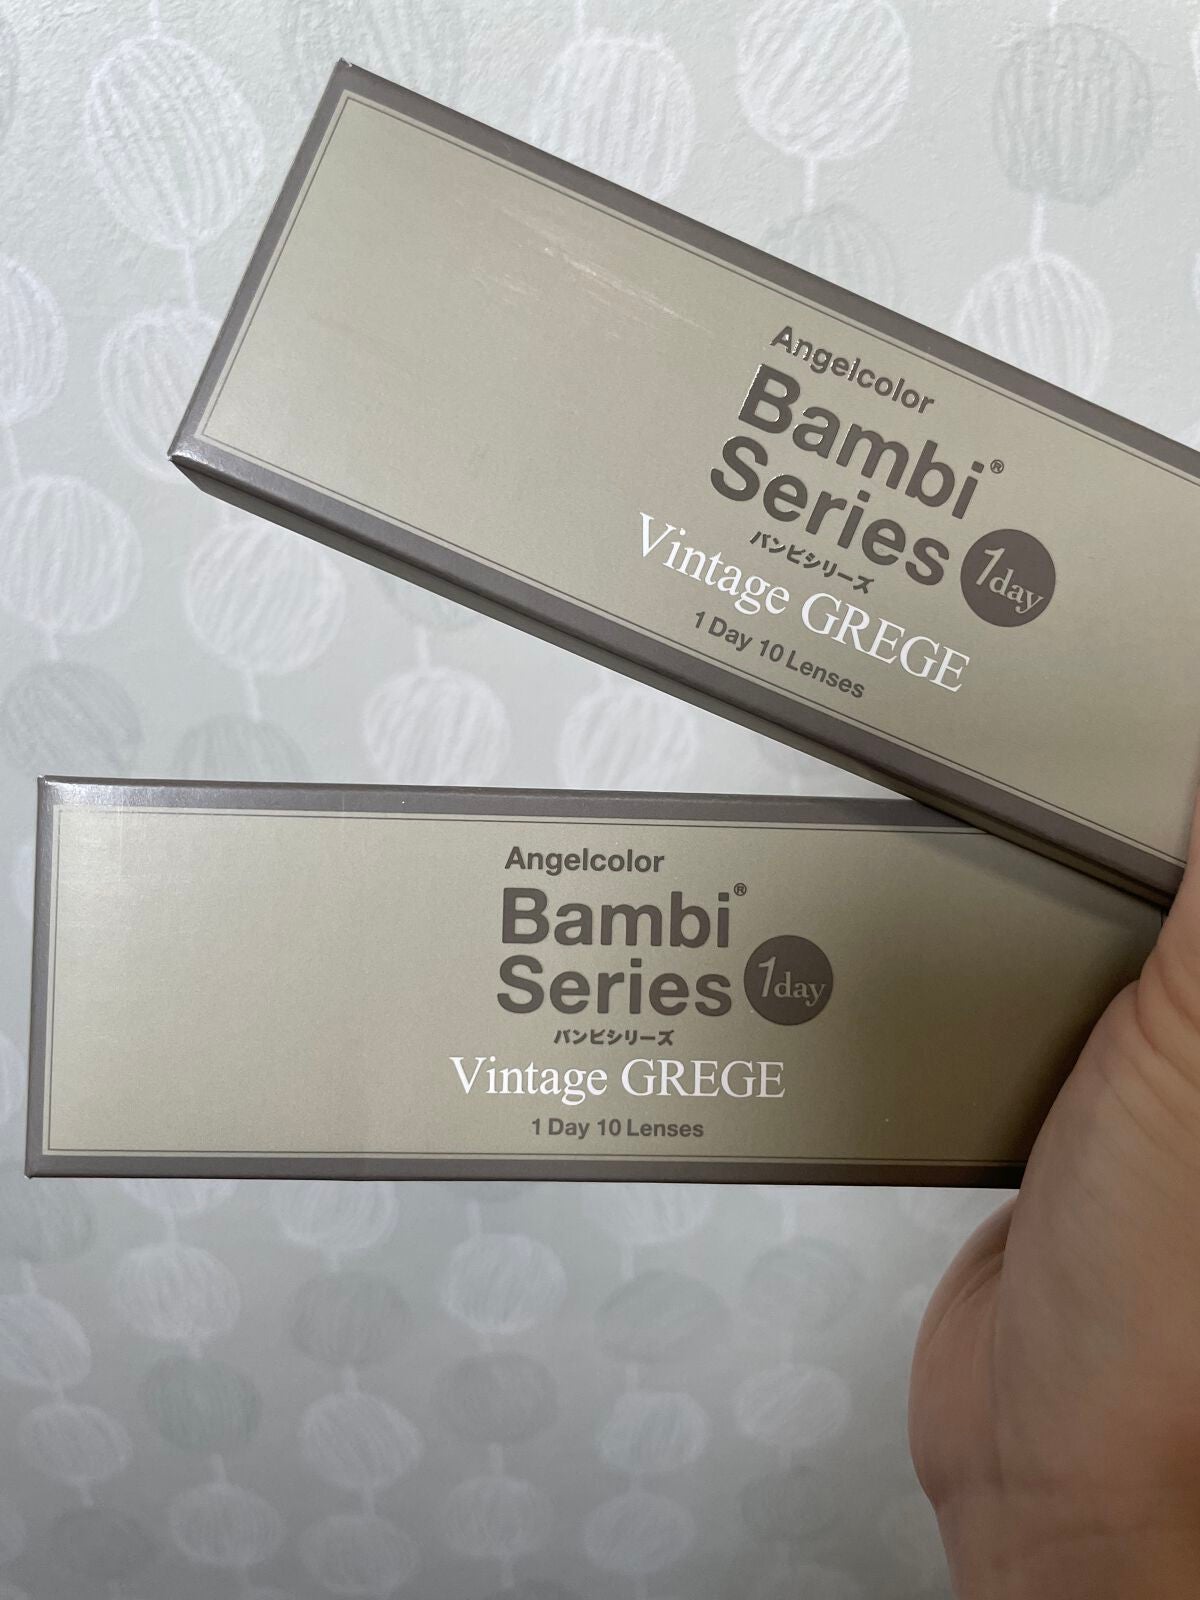 Angelcolor
Bambi®
Series 1day
バンビシリーズ
Vintage GREGE
1 Day 10 Lenses
Angelcolor
Bambi®
Series 1day
バンビシリーズ
Vintage GREGE
1 Day 10 Lenses